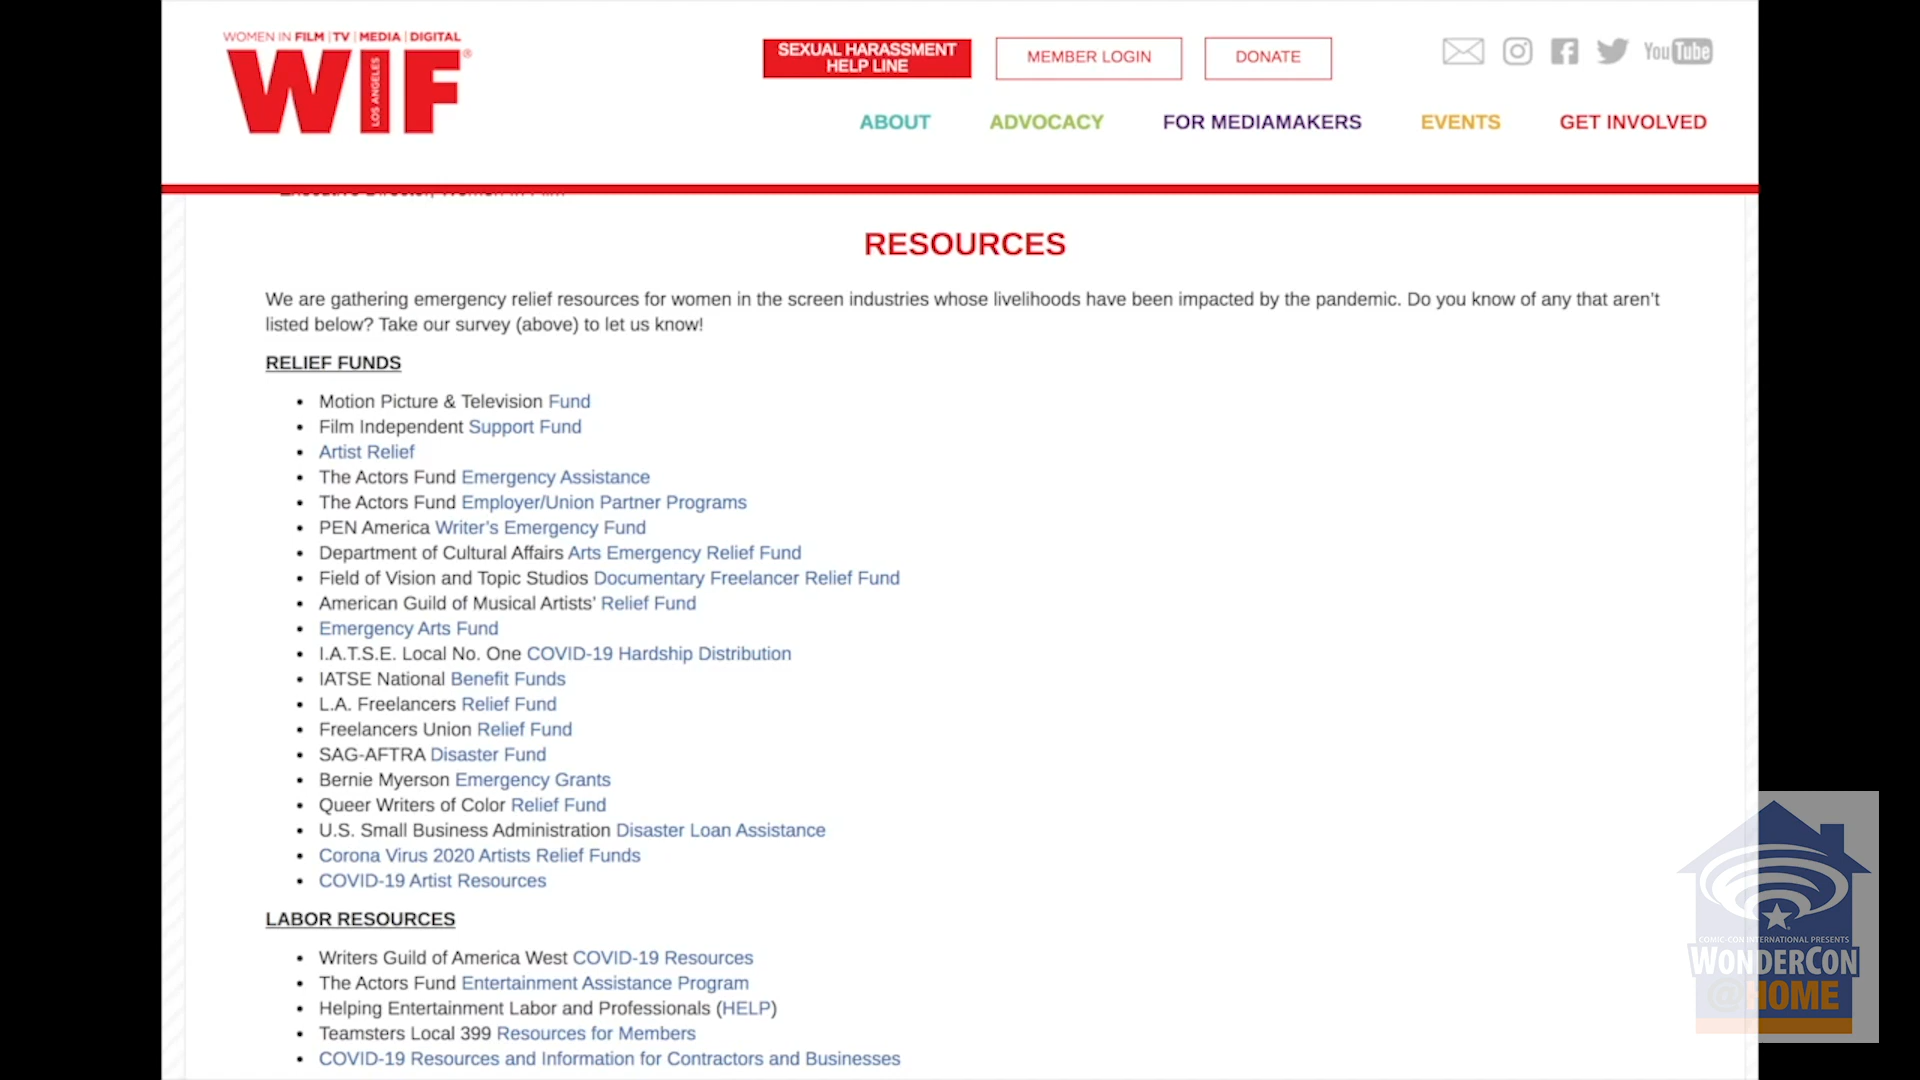 WOMEN IN FILM | TV | MEDIA | DIGITAL
WIF®
LOS ANGELES
SEXUAL HARASSMENT
HELP LINE
MEMBER LOGIN
DONATE
YouTube
ABOUT
ADVOCACY
FOR MEDIAMAKERS
EVENTS
GET INVOLVED
Executive Director, Women In Film
RESOURCES
We are gathering emergency relief resources for women in the screen industries whose livelihoods have been impacted by the pandemic. Do you know of any that aren’t
listed below? Take our survey (above) to let us know!
RELIEF FUNDS
• Motion Picture & Television Fund
• Film Independent Support Fund
• Artist Relief
• The Actors Fund Emergency Assistance
• The Actors Fund Employer/Union Partner Programs
• PEN America Writer’s Emergency Fund
• Department of Cultural Affairs Arts Emergency Relief Fund
• Field of Vision and Topic Studios Documentary Freelancer Relief Fund
• American Guild of Musical Artists’ Relief Fund
• Emergency Arts Fund
• I.A.T.S.E. Local No. One COVID-19 Hardship Distribution
• IATSE National Benefit Funds
• L.A. Freelancers Relief Fund
• Freelancers Union Relief Fund
• SAG-AFTRA Disaster Fund
• Bernie Myerson Emergency Grants
• Queer Writers of Color Relief Fund
• U.S. Small Business Administration Disaster Loan Assistance
• Corona Virus 2020 Artists Relief Funds
• COVID-19 Artist Resources
LABOR RESOURCES
• Writers Guild of America West COVID-19 Resources
• The Actors Fund Entertainment Assistance Program
• Helping Entertainment Labor and Professionals (HELP)
• Teamsters Local 399 Resources for Members
• COVID-19 Resources and Information for Contractors and Businesses
COMIC-CON INTERNATIONAL PRESENTS
WONDERCON
@HOME